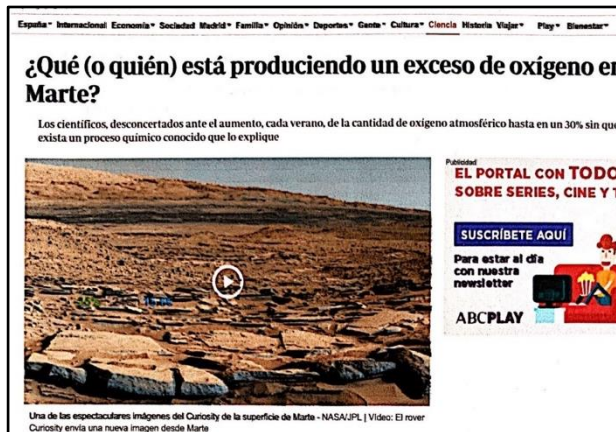 España Internacional Economía Sociedad Madrid Familia Opinión Deportes Gente Cultura Ciencia Historia Viajar Play Bienestar
¿Qué (o quién) está produciendo un exceso de oxígeno en
Marte?
Los científicos, desconcertados ante el aumento, cada verano, de la cantidad de oxígeno atmosférico hasta en un 30% sin que
exista un proceso químico conocido que lo explique
Publicidad
EL PORTAL CON TODO
SOBRE SERIES, CINE Y T
SUSCRÍBETE AQUÍ
Para estar al día
con nuestra
newsletter
ABCPLAY
Una de las espectaculares imágenes del Curiosity de la superficie de Marte - NASA/JPL | Vídeo: El rover
Curiosity envía una nueva imagen desde Marte